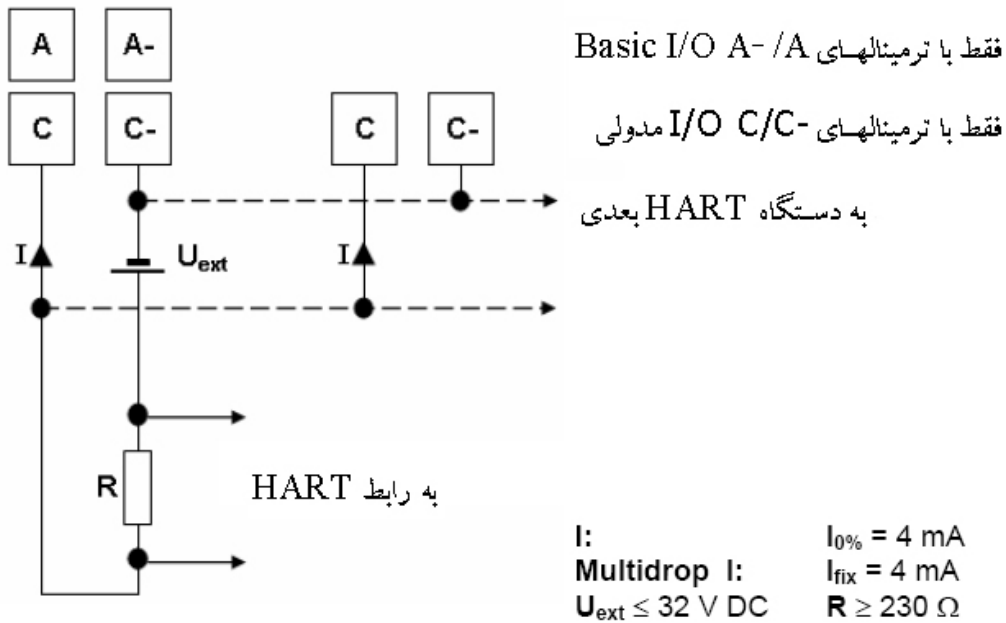 A A- فقط با ترمینالهای Basic I/O A- /A
C C- C C- فقط با ترمینالهای I/O C/C- مدولی
به دستگاه HART بعدی
I Uext I
R به رابط HART
I: I0% = 4 mA
Multidrop I: Ifix = 4 mA
Uext ≤ 32 V DC R ≥ 230 Ω